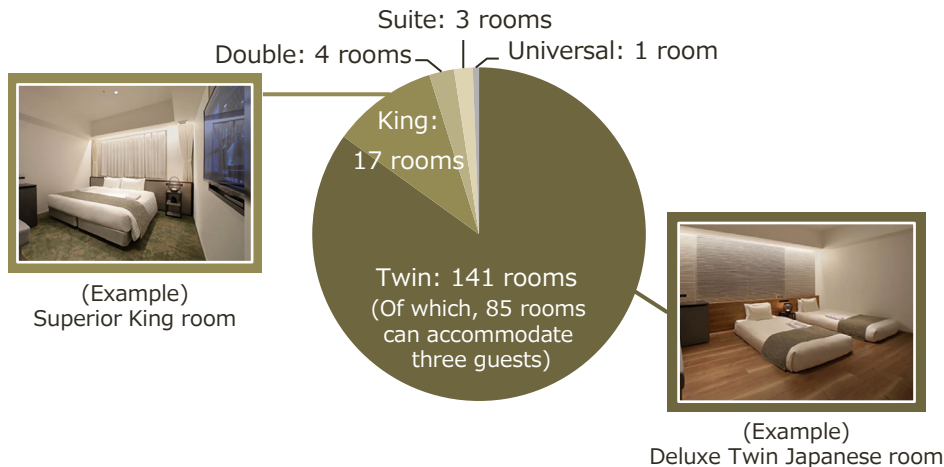 Suite: 3 rooms
Double: 4 rooms
Universal: 1 room
King:
17 rooms
Twin: 141 rooms
(Of which, 85 rooms
can accommodate
three guests)
(Example)
Superior King room
(Example)
Deluxe Twin Japanese room